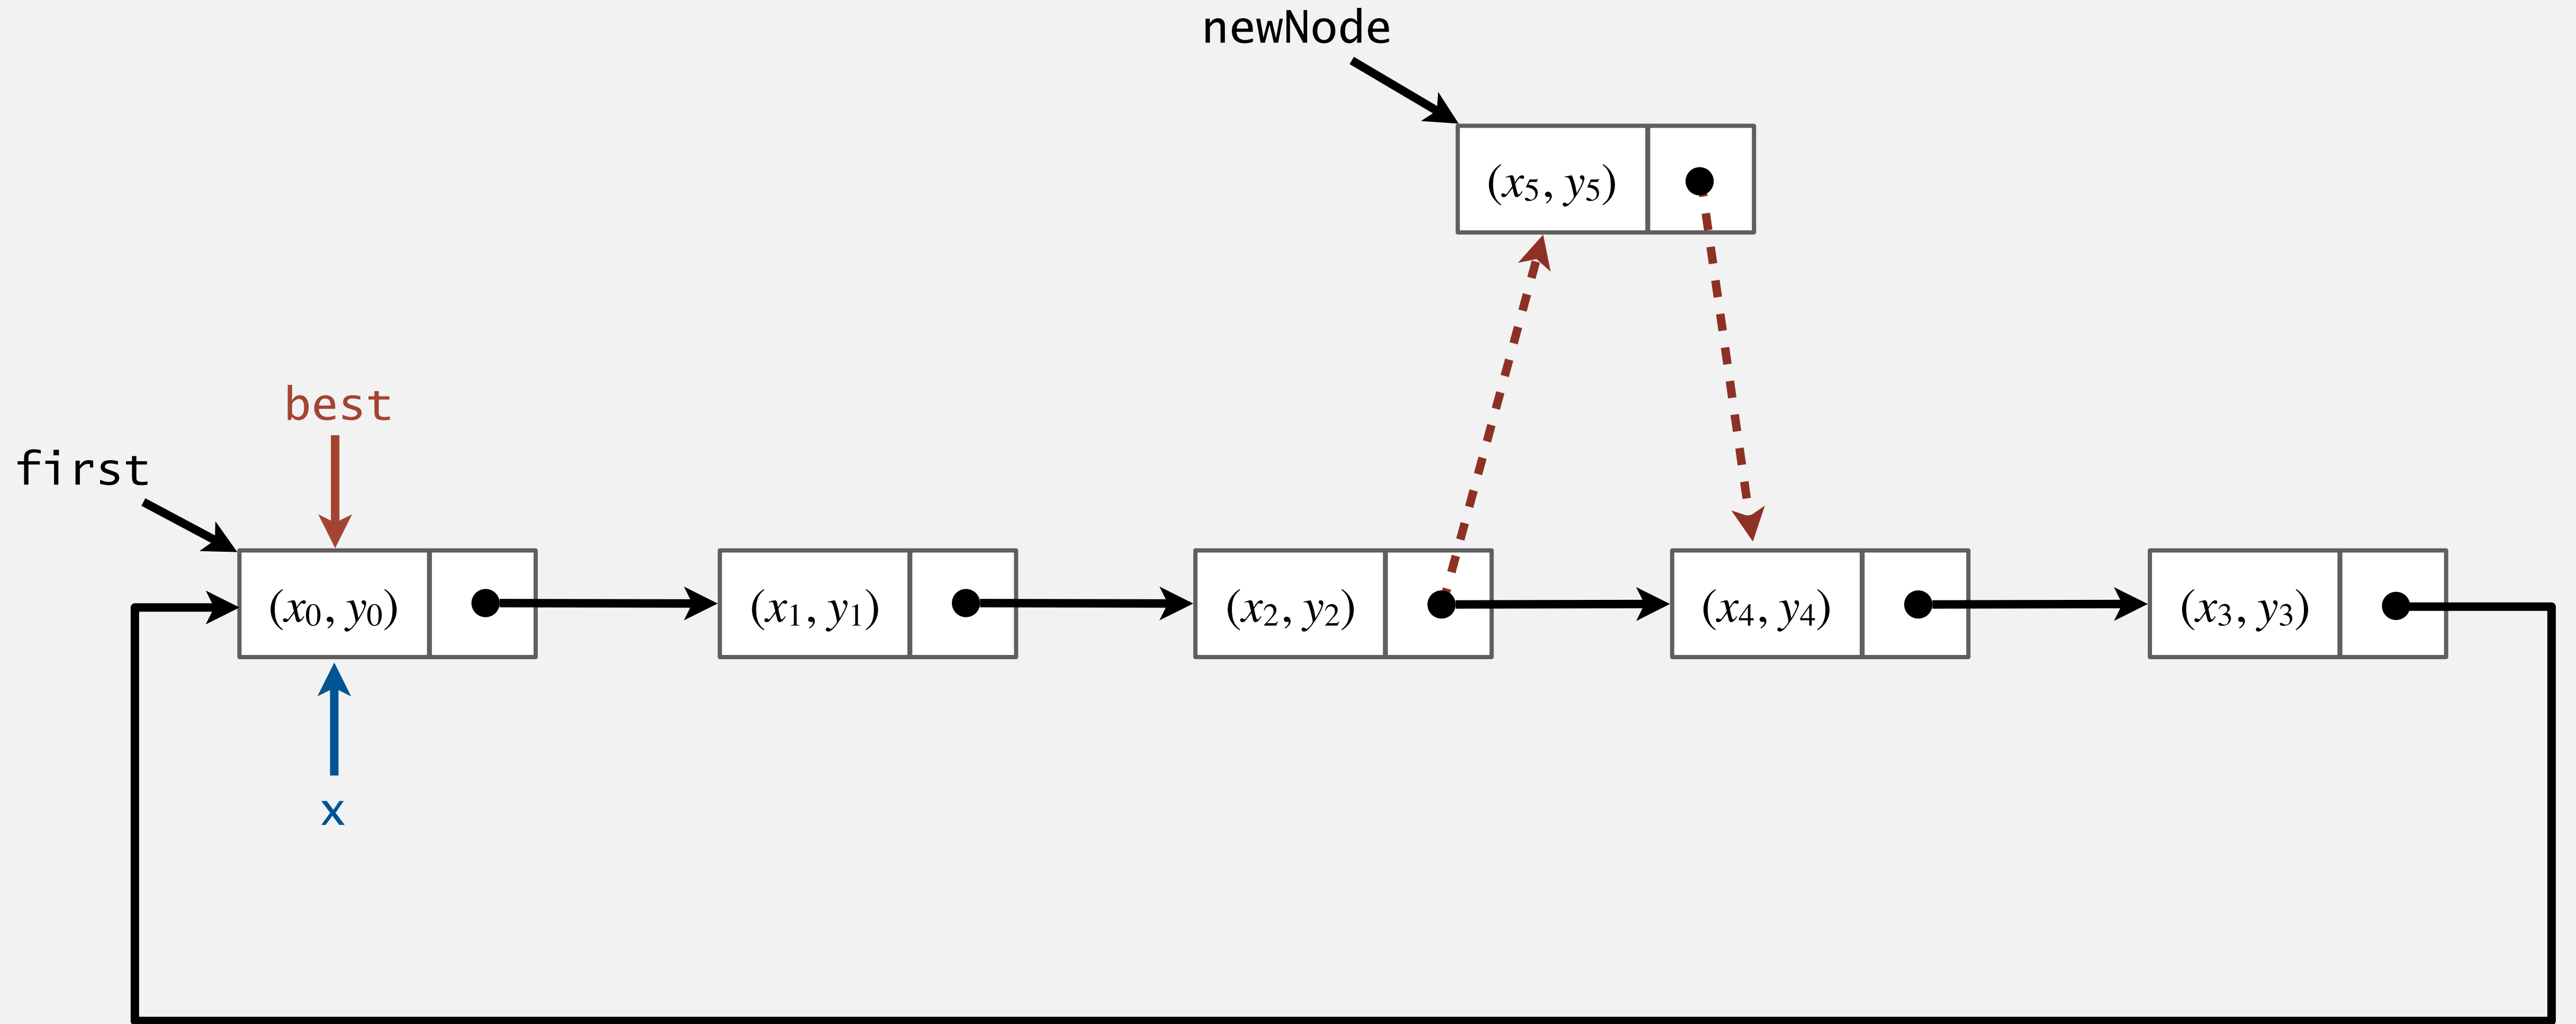 newNode
(x₅, y₅)
best
first
(x₀, y₀)
(x₁, y₁)
(x₂, y₂)
(x₄, y₄)
(x₃, y₃)
x